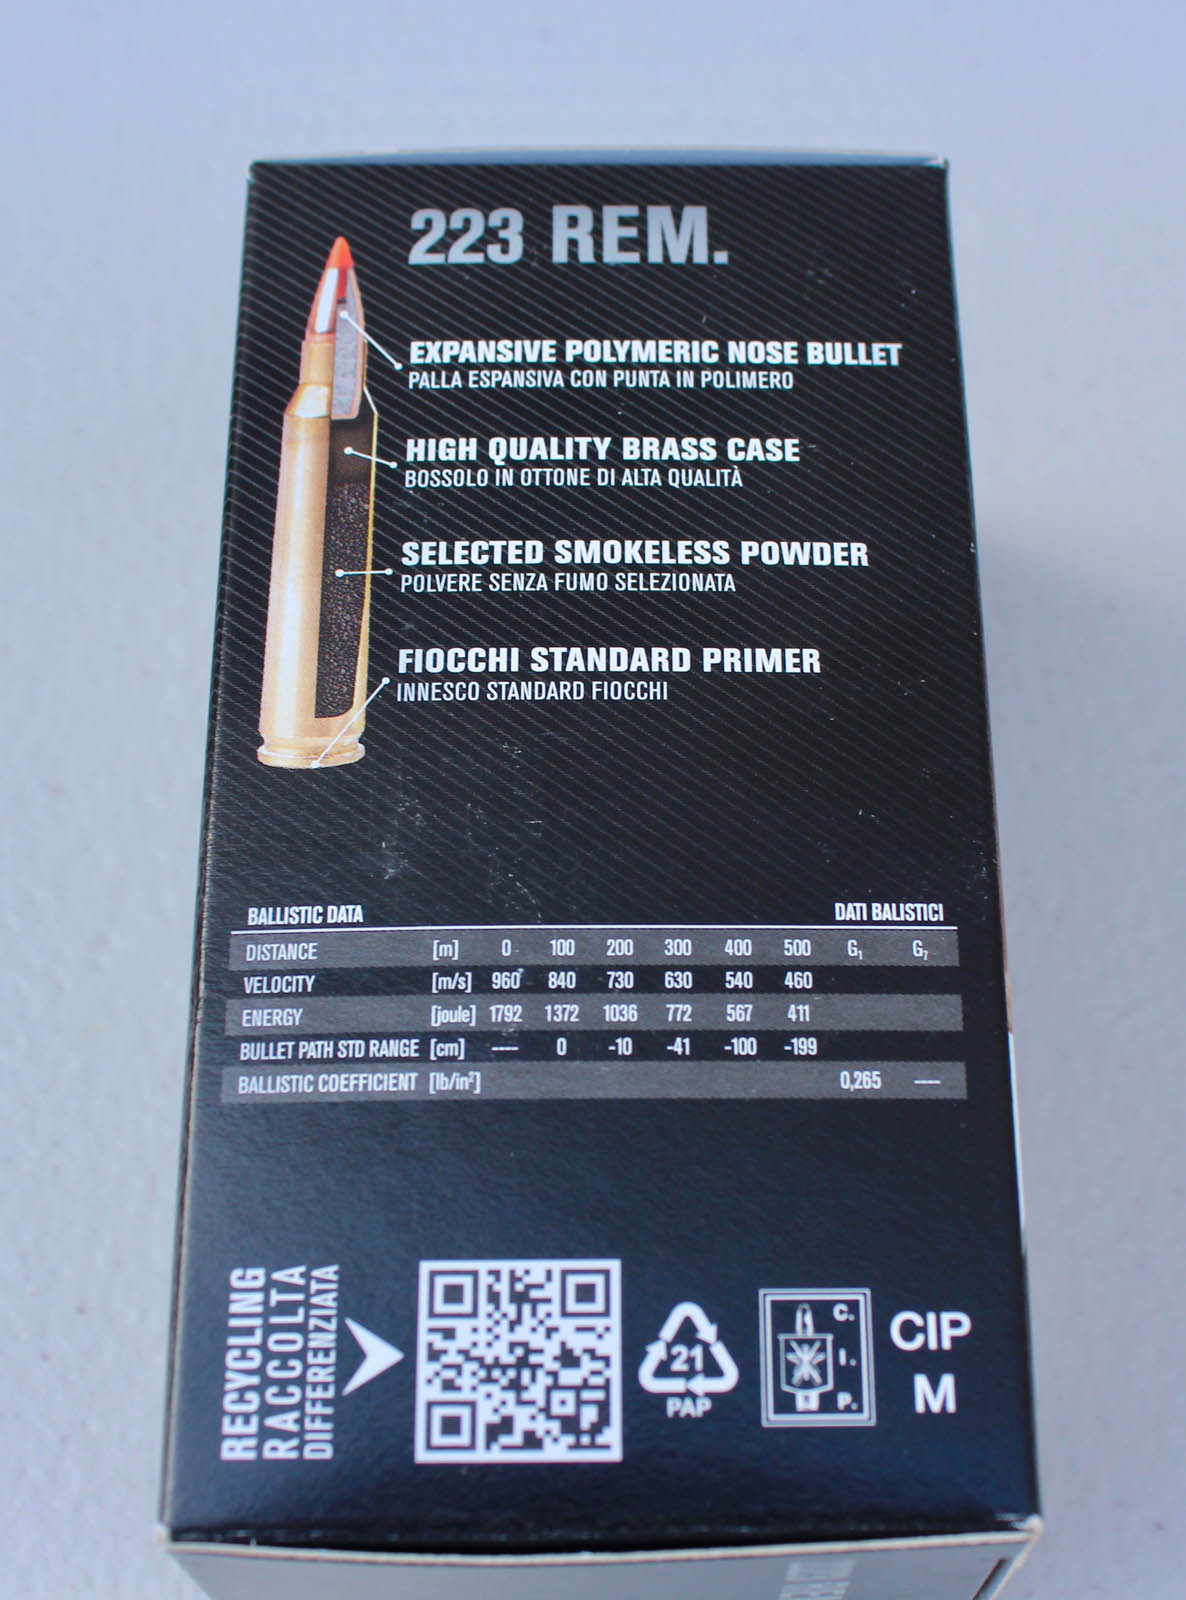 223 REM.
EXPANSIVE POLYMERIC NOSE BULLET
PALLA ESPANSIVA CON PUNTA IN POLIMERO
HIGH QUALITY BRASS CASE
BOSSOLO IN OTTONE DI ALTA QUALITÀ
SELECTED SMOKELESS POWDER
POLVERE SENZA FUMO SELEZIONATA
FIOCCHI STANDARD PRIMER
INNESCO STANDARD FIOCCHI
BALLISTIC DATA DATI BALISTICI
DISTANCE [m] 0 100 200 300 400 500 G₁ G₇
VELOCITY [m/s] 960 840 730 630 540 460
ENERGY [joule] 1792 1372 1036 772 567 411
BULLET PATH STD RANGE [cm] ---- 0 -10 -41 -100 -199
BALLISTIC COEFFICIENT [lb/in²] 0,265 ----
RECYCLING
RACCOLTA
DIFFERENZIATA
21
PAP
C.
I.
P.
CIP
M